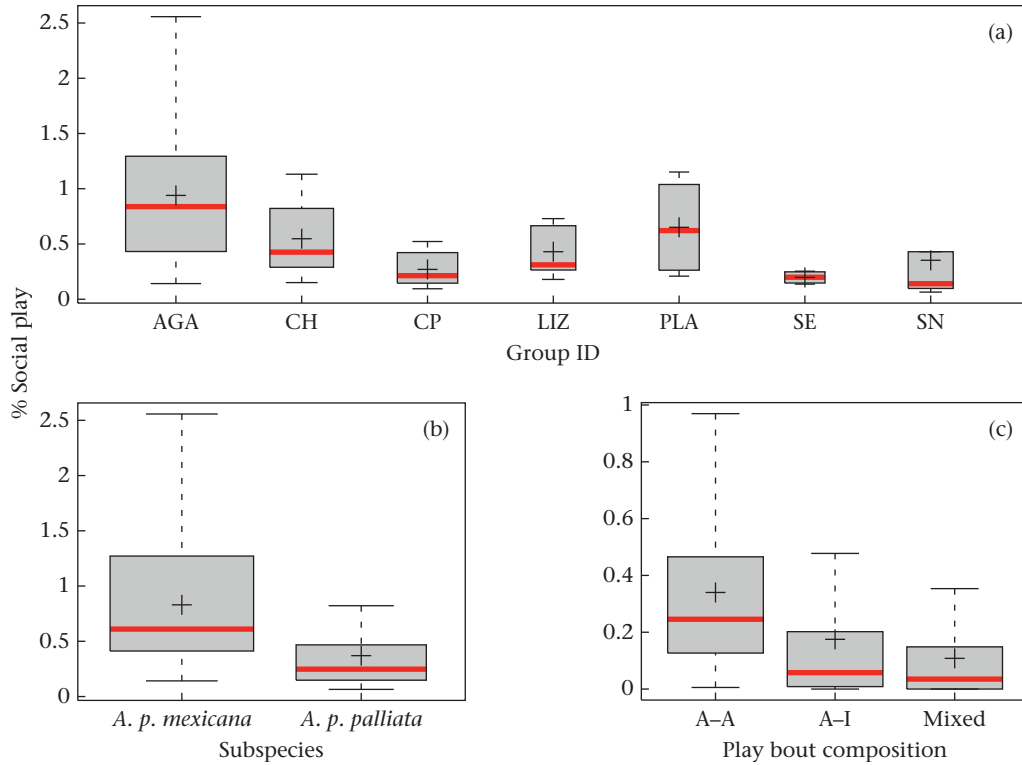 % Social play
(a)
2.5
2
1.5
1
0.5
0
AGA CH CP LIZ PLA SE SN
Group ID
(b)
2.5
2
1.5
1
0.5
0
A. p. mexicana A. p. palliata
Subspecies
(c)
1
0.8
0.6
0.4
0.2
0
A–A A–I Mixed
Play bout composition